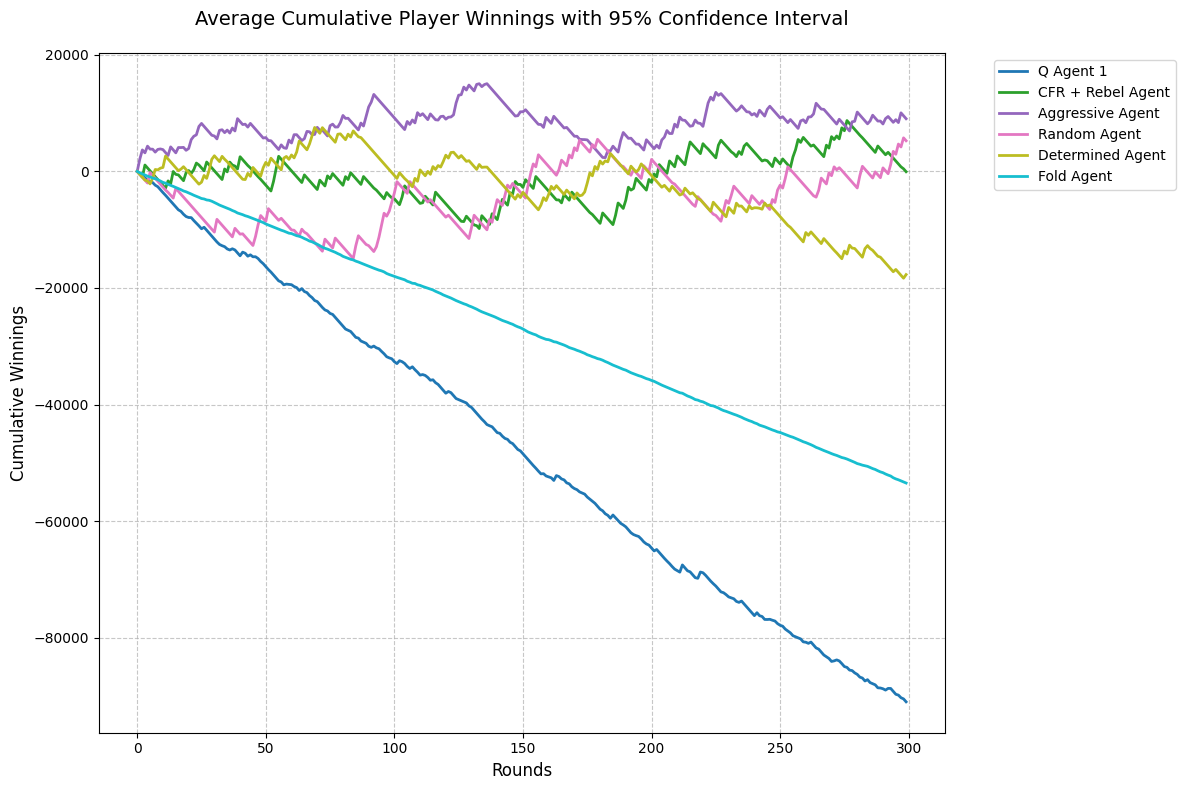 Average Cumulative Player Winnings with 95% Confidence Interval
20000
0
−20000
−40000
−60000
−80000
Cumulative Winnings
0
50
100
150
200
250
300
Rounds
Q Agent 1
CFR + Rebel Agent
Aggressive Agent
Random Agent
Determined Agent
Fold Agent